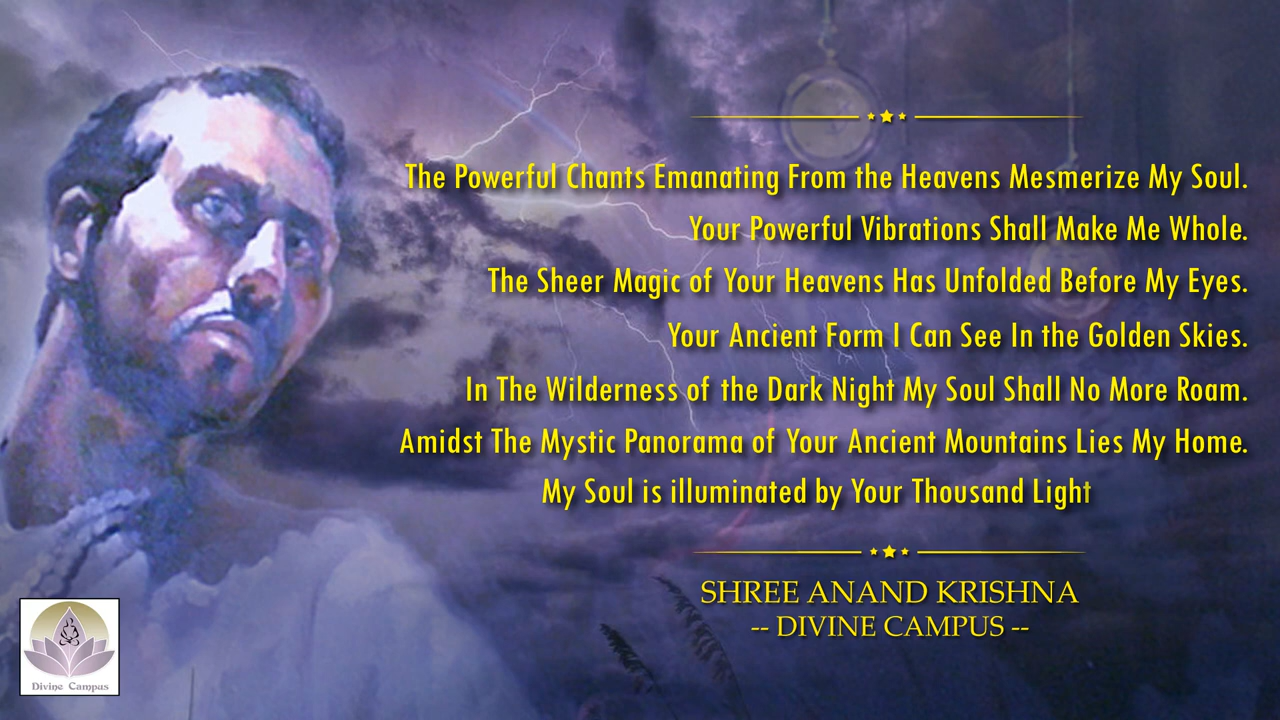 The Powerful Chants Emanating From the Heavens Mesmerize My Soul.
Your Powerful Vibrations Shall Make Me Whole.
The Sheer Magic of Your Heavens Has Unfolded Before My Eyes.
Your Ancient Form I Can See In the Golden Skies.
In The Wilderness of the Dark Night My Soul Shall No More Roam.
Amidst The Mystic Panorama of Your Ancient Mountains Lies My Home.
My Soul is illuminated by Your Thousand Light
SHREE ANAND KRISHNA
-- DIVINE CAMPUS --
Divine Campus